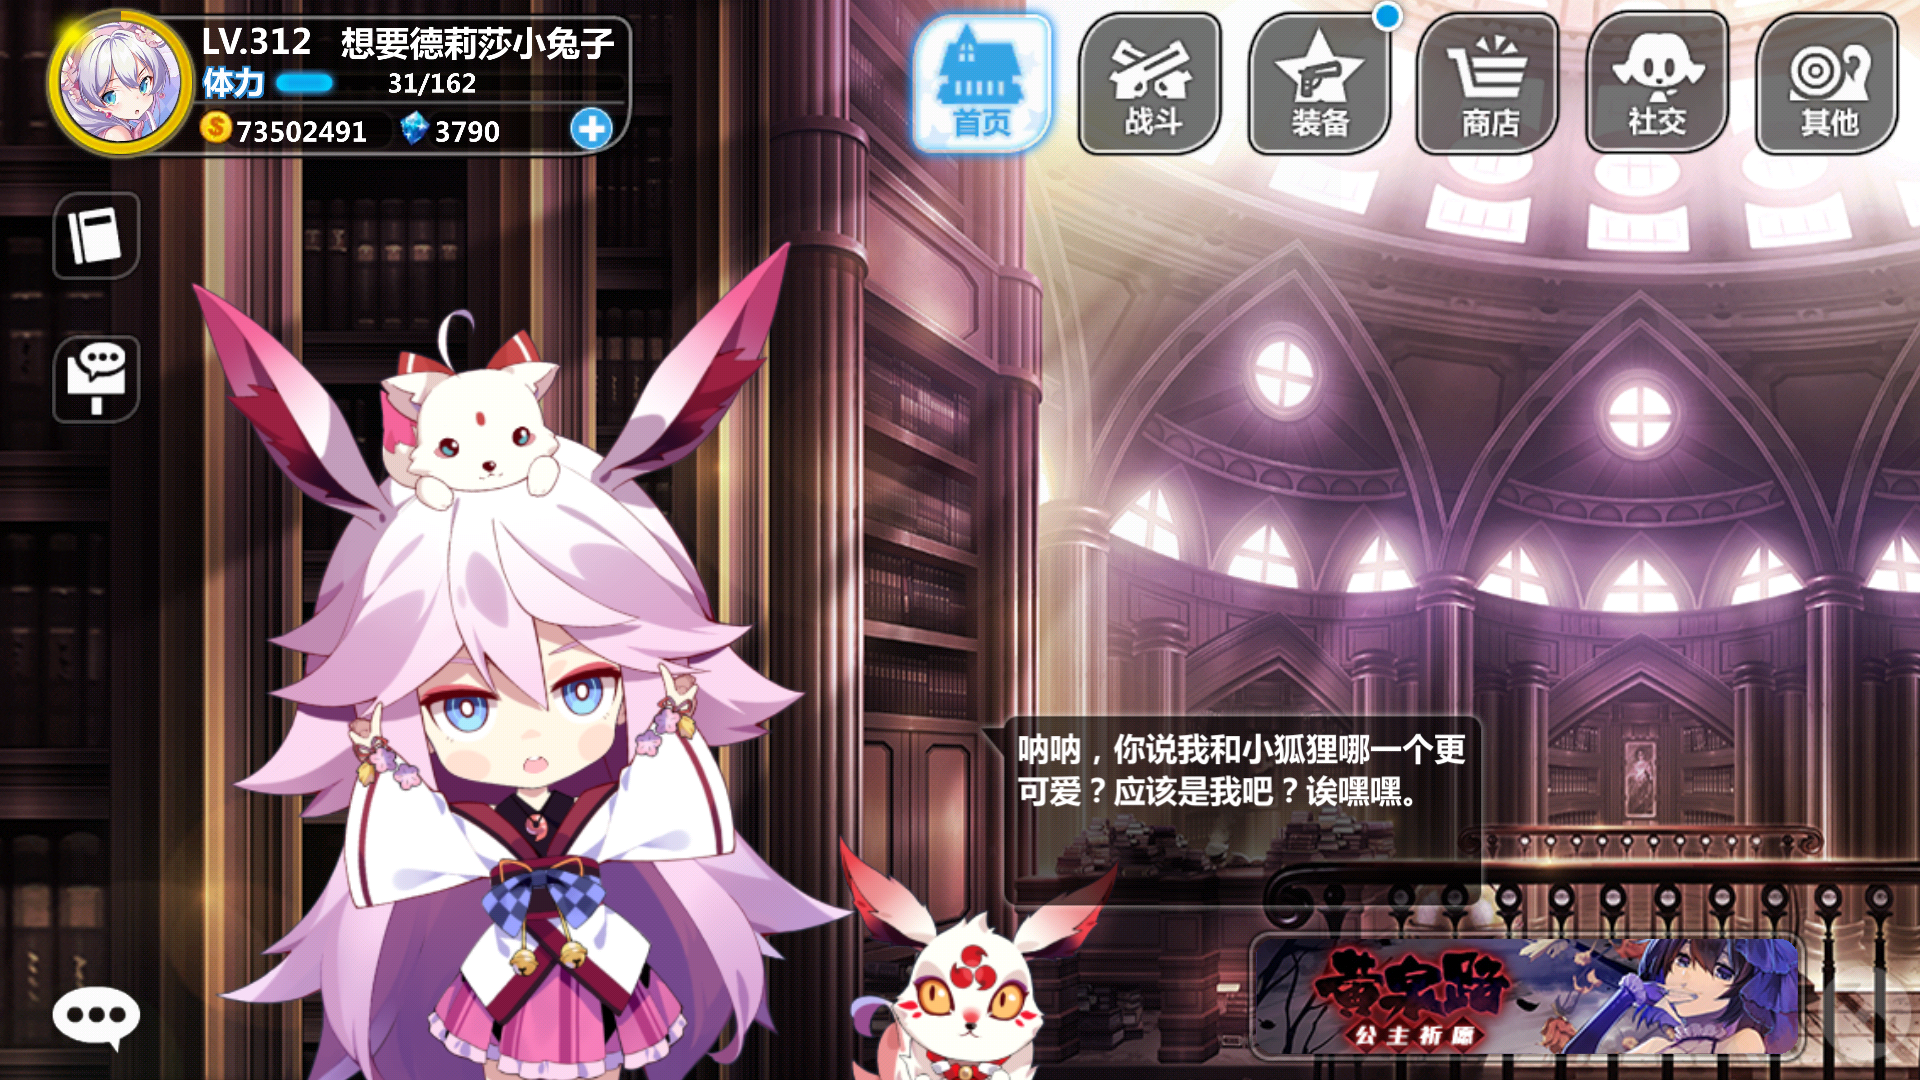 LV.312 想要德莉莎小兔子
体力 31/162
73502491 3790
首页
战斗
装备
商店
社交
其他
呐呐，你说我和小狐狸哪一个更
可爱？应该是我吧？诶嘿嘿。
黄泉路
公主祈愿